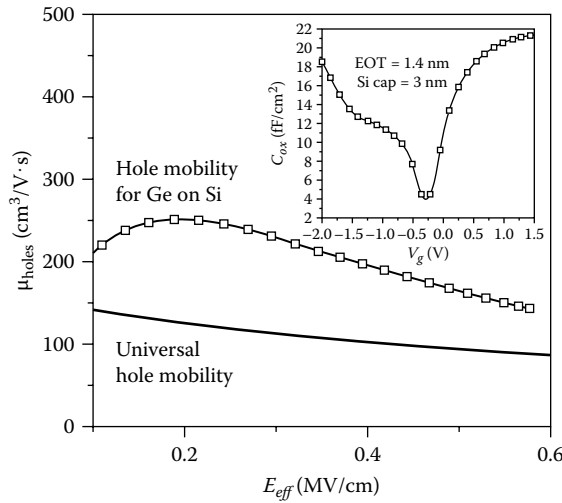 500
400
300
200
100
0
μholes (cm³/V·s)
0.2
0.4
0.6
Eeff (MV/cm)
Hole mobility
for Ge on Si
Universal
hole mobility
22
20
18
16
14
12
10
8
6
4
2
Cox (fF/cm²)
EOT = 1.4 nm
Si cap = 3 nm
-2.0 -1.5 -1.0 -0.5 0.0 0.5 1.0 1.5
Vg (V)